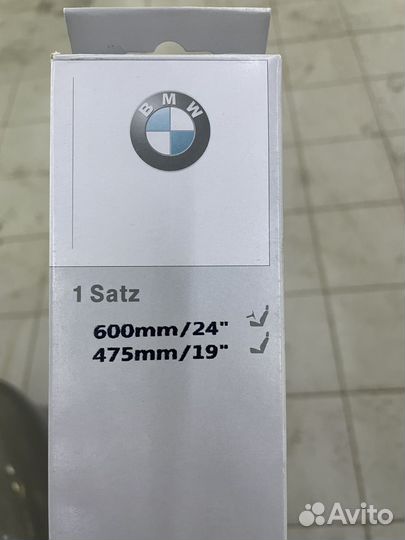 BMW
1 Satz
600mm/24"
475mm/19"
Avito